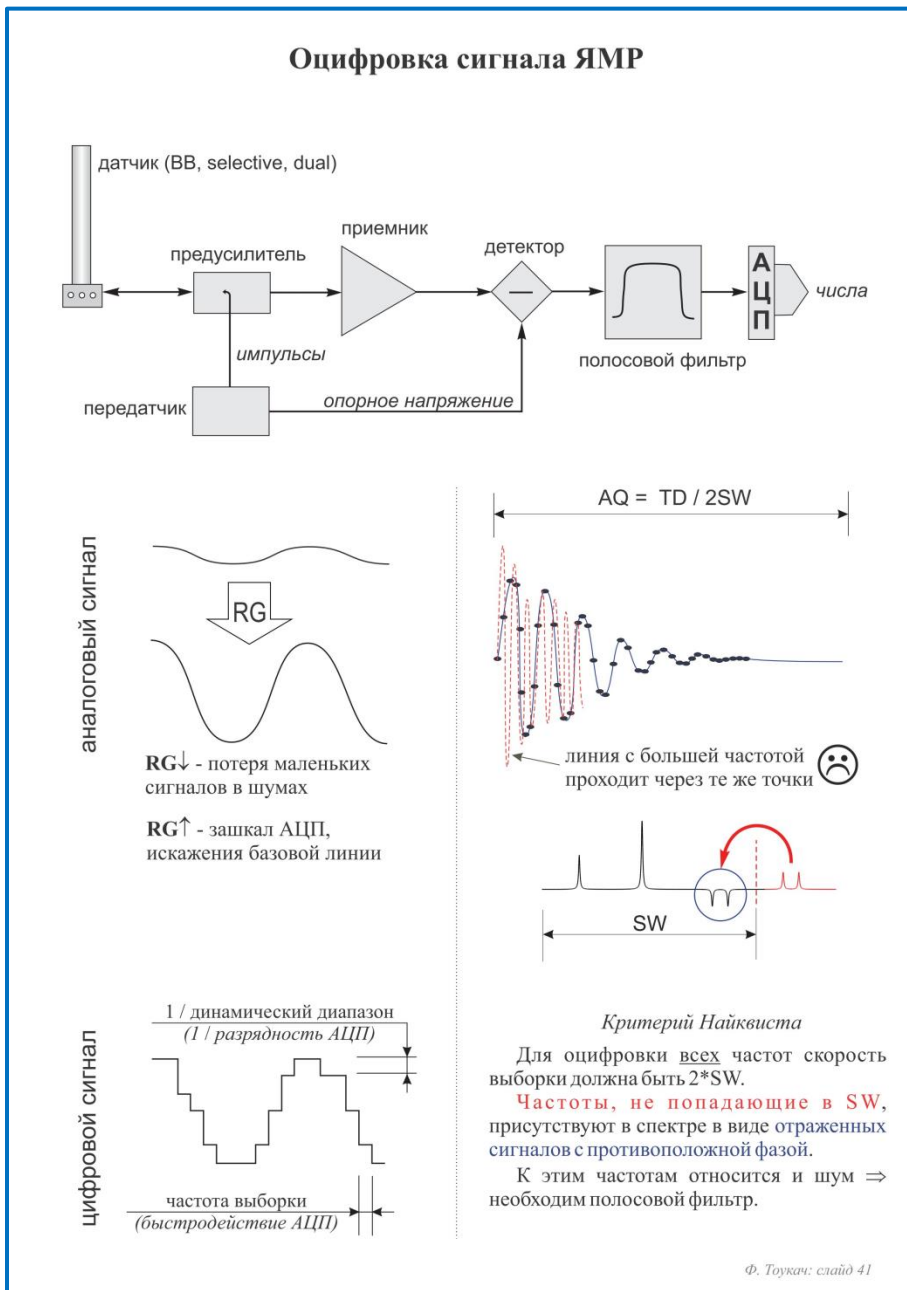 Оцифровка сигнала ЯМР
датчик (BB, selective, dual)
предусилитель
приемник
детектор
АЦП
числа
полосовой фильтр
импульсы
передатчик
опорное напряжение
аналоговый сигнал
RG
RG↓ - потеря маленьких
сигналов в шумах
RG↑ - зашкал АЦП,
искажения базовой линии
AQ = TD / 2SW
линия с большей частотой
проходит через те же точки
SW
цифровой сигнал
1 / динамический диапазон
(1 / разрядность АЦП)
частота выборки
(быстродействие АЦП)
Критерий Найквиста
Для оцифровки всех частот скорость
выборки должна быть 2*SW.
Частоты, не попадающие в SW,
присутствуют в спектре в виде отраженных
сигналов с противоположной фазой.
К этим частотам относится и шум ⇒
необходим полосовой фильтр.
Ф. Тоукач: слайд 41